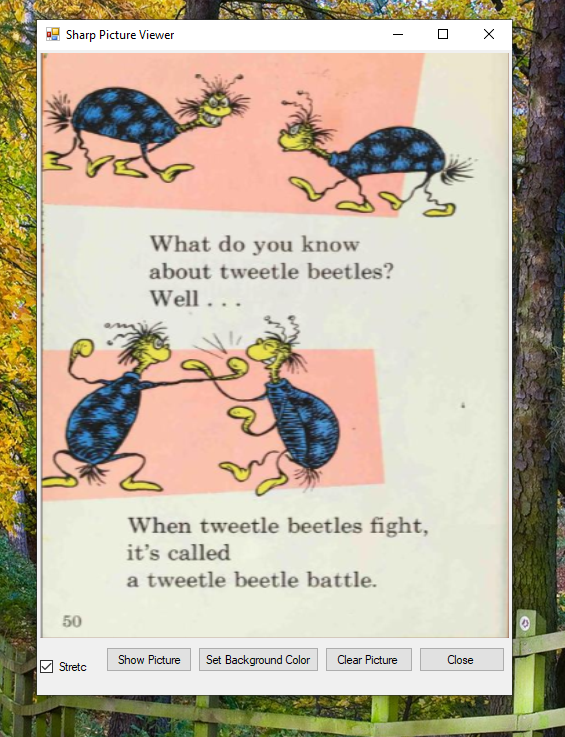 Sharp Picture Viewer
What do you know
about tweetle beetles?
Well . . .
When tweetle beetles fight,
it's called
a tweetle beetle battle.
50
Stretc
Show Picture
Set Background Color
Clear Picture
Close